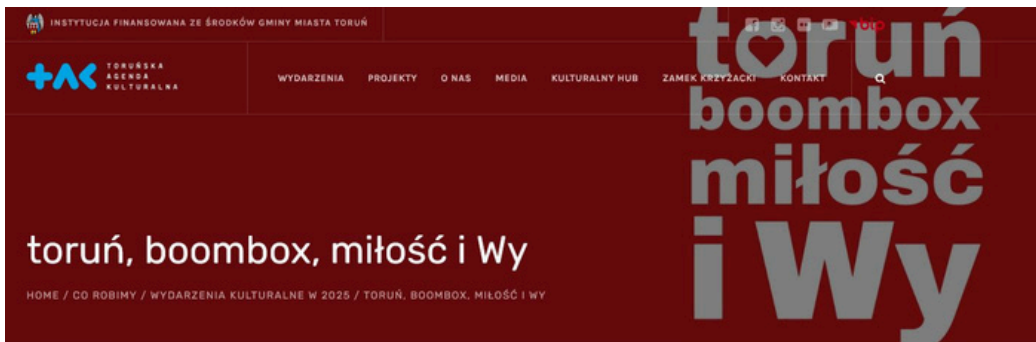 INSTYTUCJA FINANSOWANA ZE ŚRODKÓW GMINY MIASTA TORUŃ
bip
TORUŃSKA
AGENDA
KULTURALNA
WYDARZENIA PROJEKTY O NAS MEDIA KULTURALNY HUB ZAMEK KRZYŻACKI KONTAKT
toruń
boombox
miłość
i Wy
toruń, boombox, miłość i Wy
HOME / CO ROBIMY / WYDARZENIA KULTURALNE W 2025 / TORUŃ, BOOMBOX, MIŁOŚĆ I WY